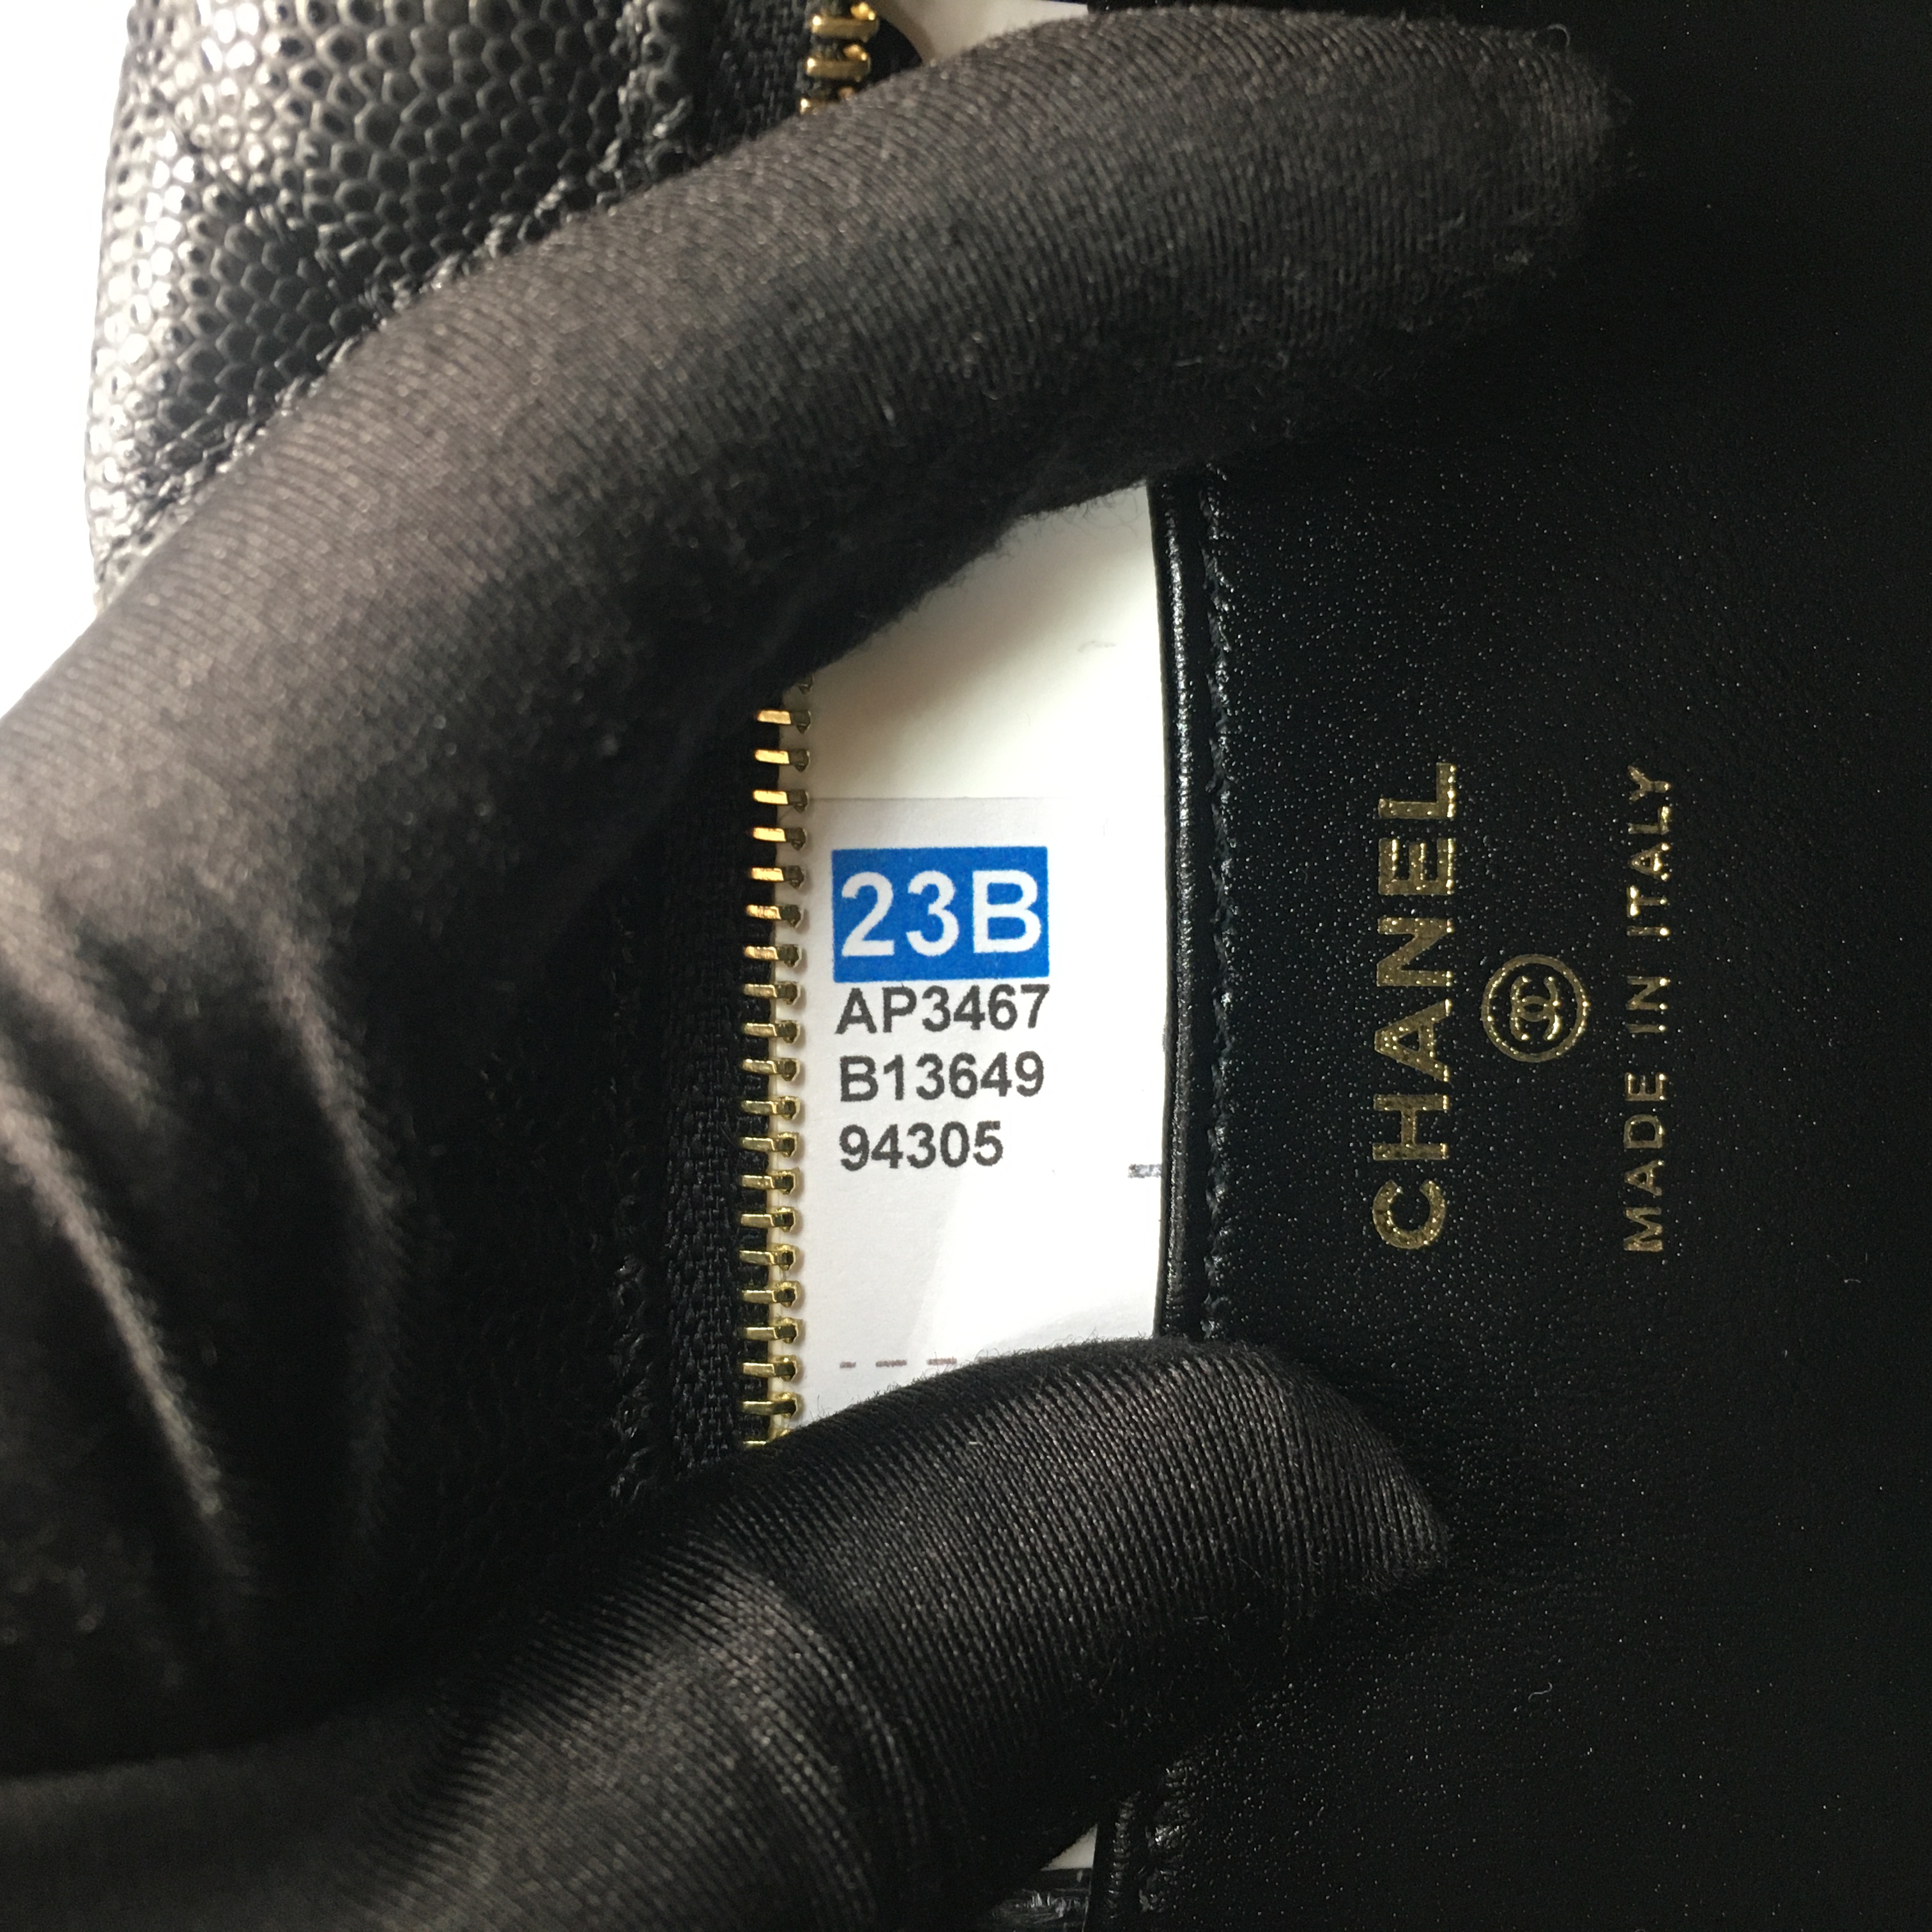 23B
AP3467
B13649
94305
CHANEL
MADE IN ITALY